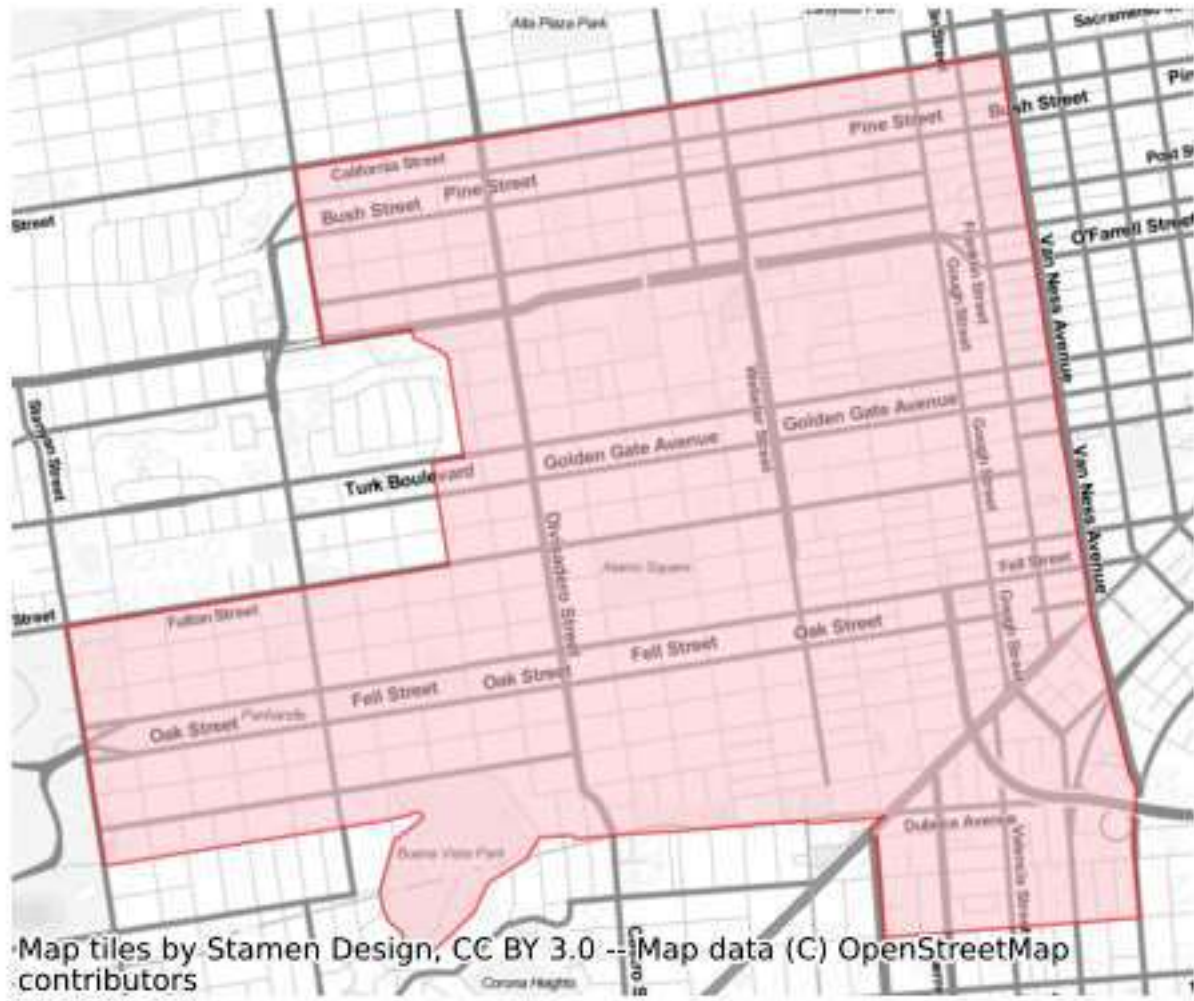 Alta Plaza Park
Sacramento
Pine Street
Bush Street
California Street
Pine Street
Bush Street
Street
Post S
O'Farrell Street
Franklin Street
Gough Street
Van Ness Avenue
Webster Street
Golden Gate Avenue
Golden Gate Avenue
Stanyan Street
Turk Boulevard
Gough Street
Van Ness Avenue
Divisadero Street
Alamo Square
Fell Street
Street
Fulton Street
Gough Street
Oak Street
Fell Street
Oak Street
Fell Street
Oak Street
Panhandle
Duboce Avenue
Valencia Street
Buena Vista Park
Map tiles by Stamen Design, CC BY 3.0 -- Map data (C) OpenStreetMap
contributors
Corona Heights